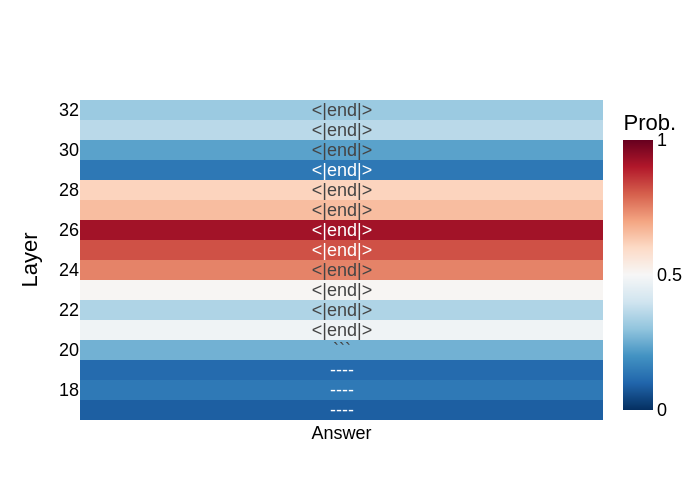 Prob.
32 <|end|>
<|end|>
30 <|end|>
<|end|>
28 <|end|>
<|end|>
26 <|end|>
<|end|>
24 <|end|>
<|end|>
22 <|end|>
<|end|>
20 ```
----
18 ----
----
Answer
Layer
1
0.5
0